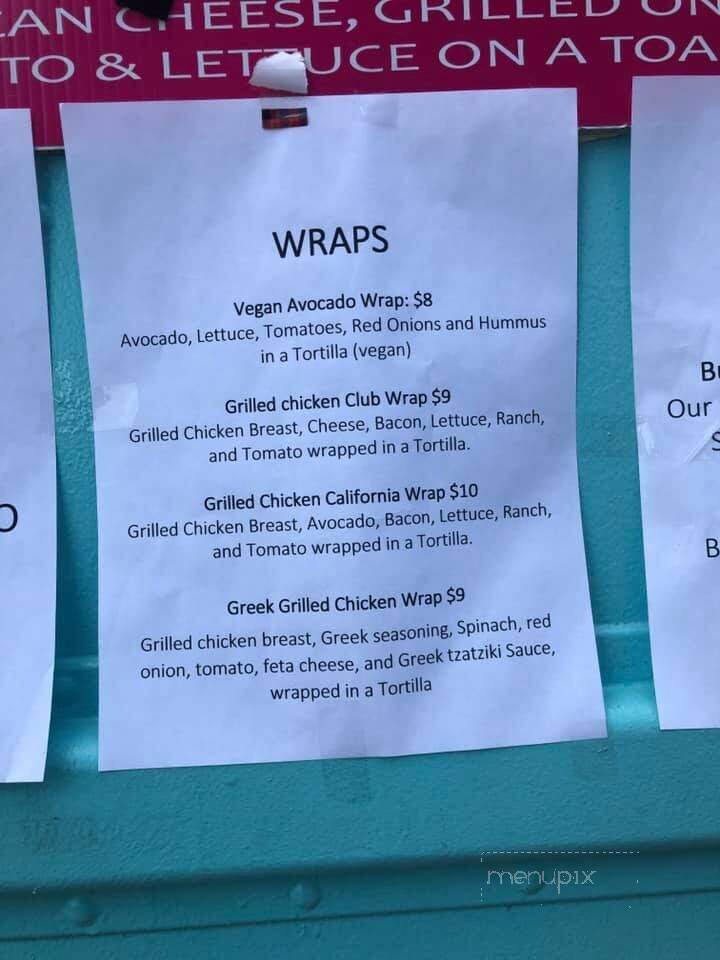 CAN CHEESE, GRILLED ON
TO & LETTUCE ON A TOA
WRAPS
Vegan Avocado Wrap: $8
Avocado, Lettuce, Tomatoes, Red Onions and Hummus
in a Tortilla (vegan)
Grilled chicken Club Wrap $9
Grilled Chicken Breast, Cheese, Bacon, Lettuce, Ranch,
and Tomato wrapped in a Tortilla.
Grilled Chicken California Wrap $10
Grilled Chicken Breast, Avocado, Bacon, Lettuce, Ranch,
and Tomato wrapped in a Tortilla.
Greek Grilled Chicken Wrap $9
Grilled chicken breast, Greek seasoning, Spinach, red
onion, tomato, feta cheese, and Greek tzatziki Sauce,
wrapped in a Tortilla
O
Our
B
menupix